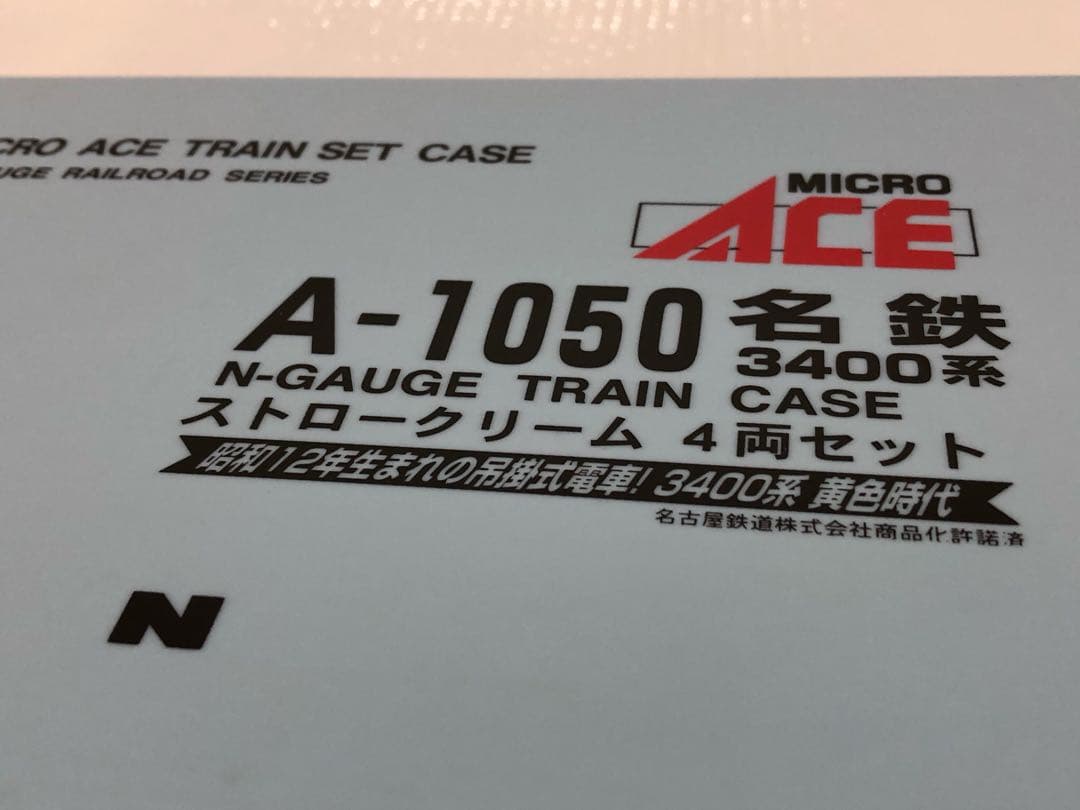 CRO ACE TRAIN SET CASE
UGE RAILROAD SERIES
MICRO
ACE
A-1050 名鉄
3400系
N-GAUGE TRAIN CASE
ストロークリーム 4両セット
昭和12年生まれの吊掛式電車! 3400系 黄色時代
名古屋鉄道株式会社商品化許諾済
N